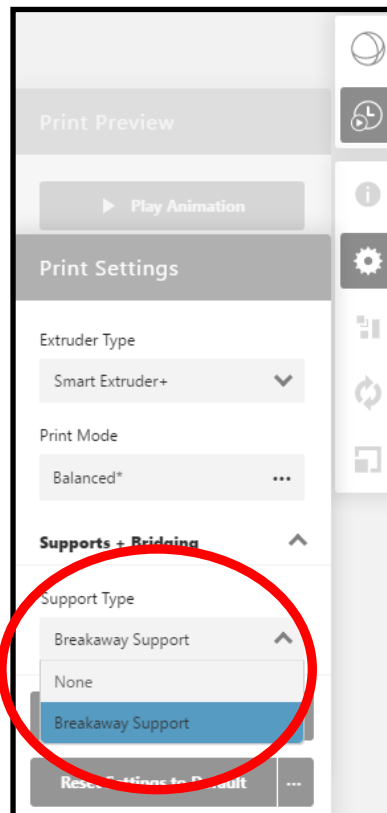 Print Preview
Play Animation
Print Settings
Extruder Type
Smart Extruder+
Print Mode
Balanced*
Supports + Bridging
Support Type
Breakaway Support
None
Breakaway Support
Reset Settings to Default